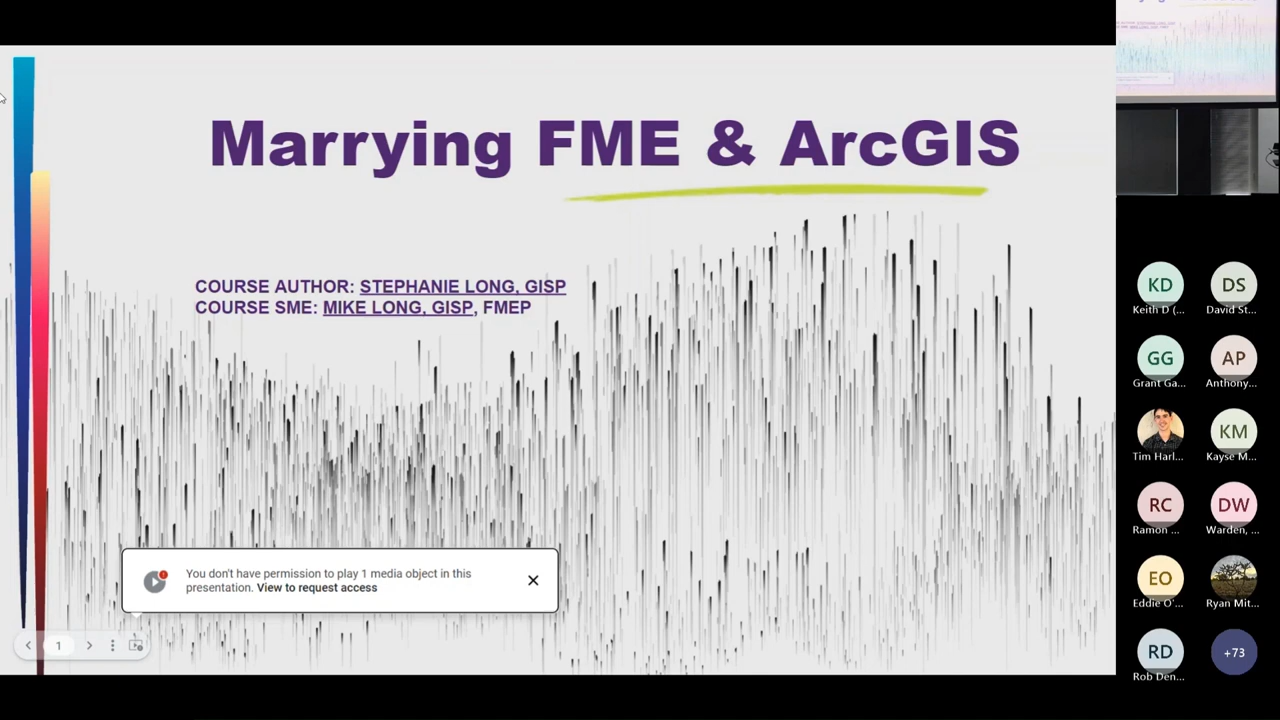 Marrying FME & ArcGIS
COURSE AUTHOR: STEPHANIE LONG, GISP
COURSE SME: MIKE LONG, GISP, FMEP
You don't have permission to play 1 media object in this
presentation. View to request access
1
KD
Keith D (...
DS
David St...
GG
Grant Ga...
AP
Anthony...
Tim Harl...
KM
Kayse M...
RC
Ramon ...
DW
Warden, ...
EO
Eddie O'...
Ryan Mit...
RD
Rob Den...
+73